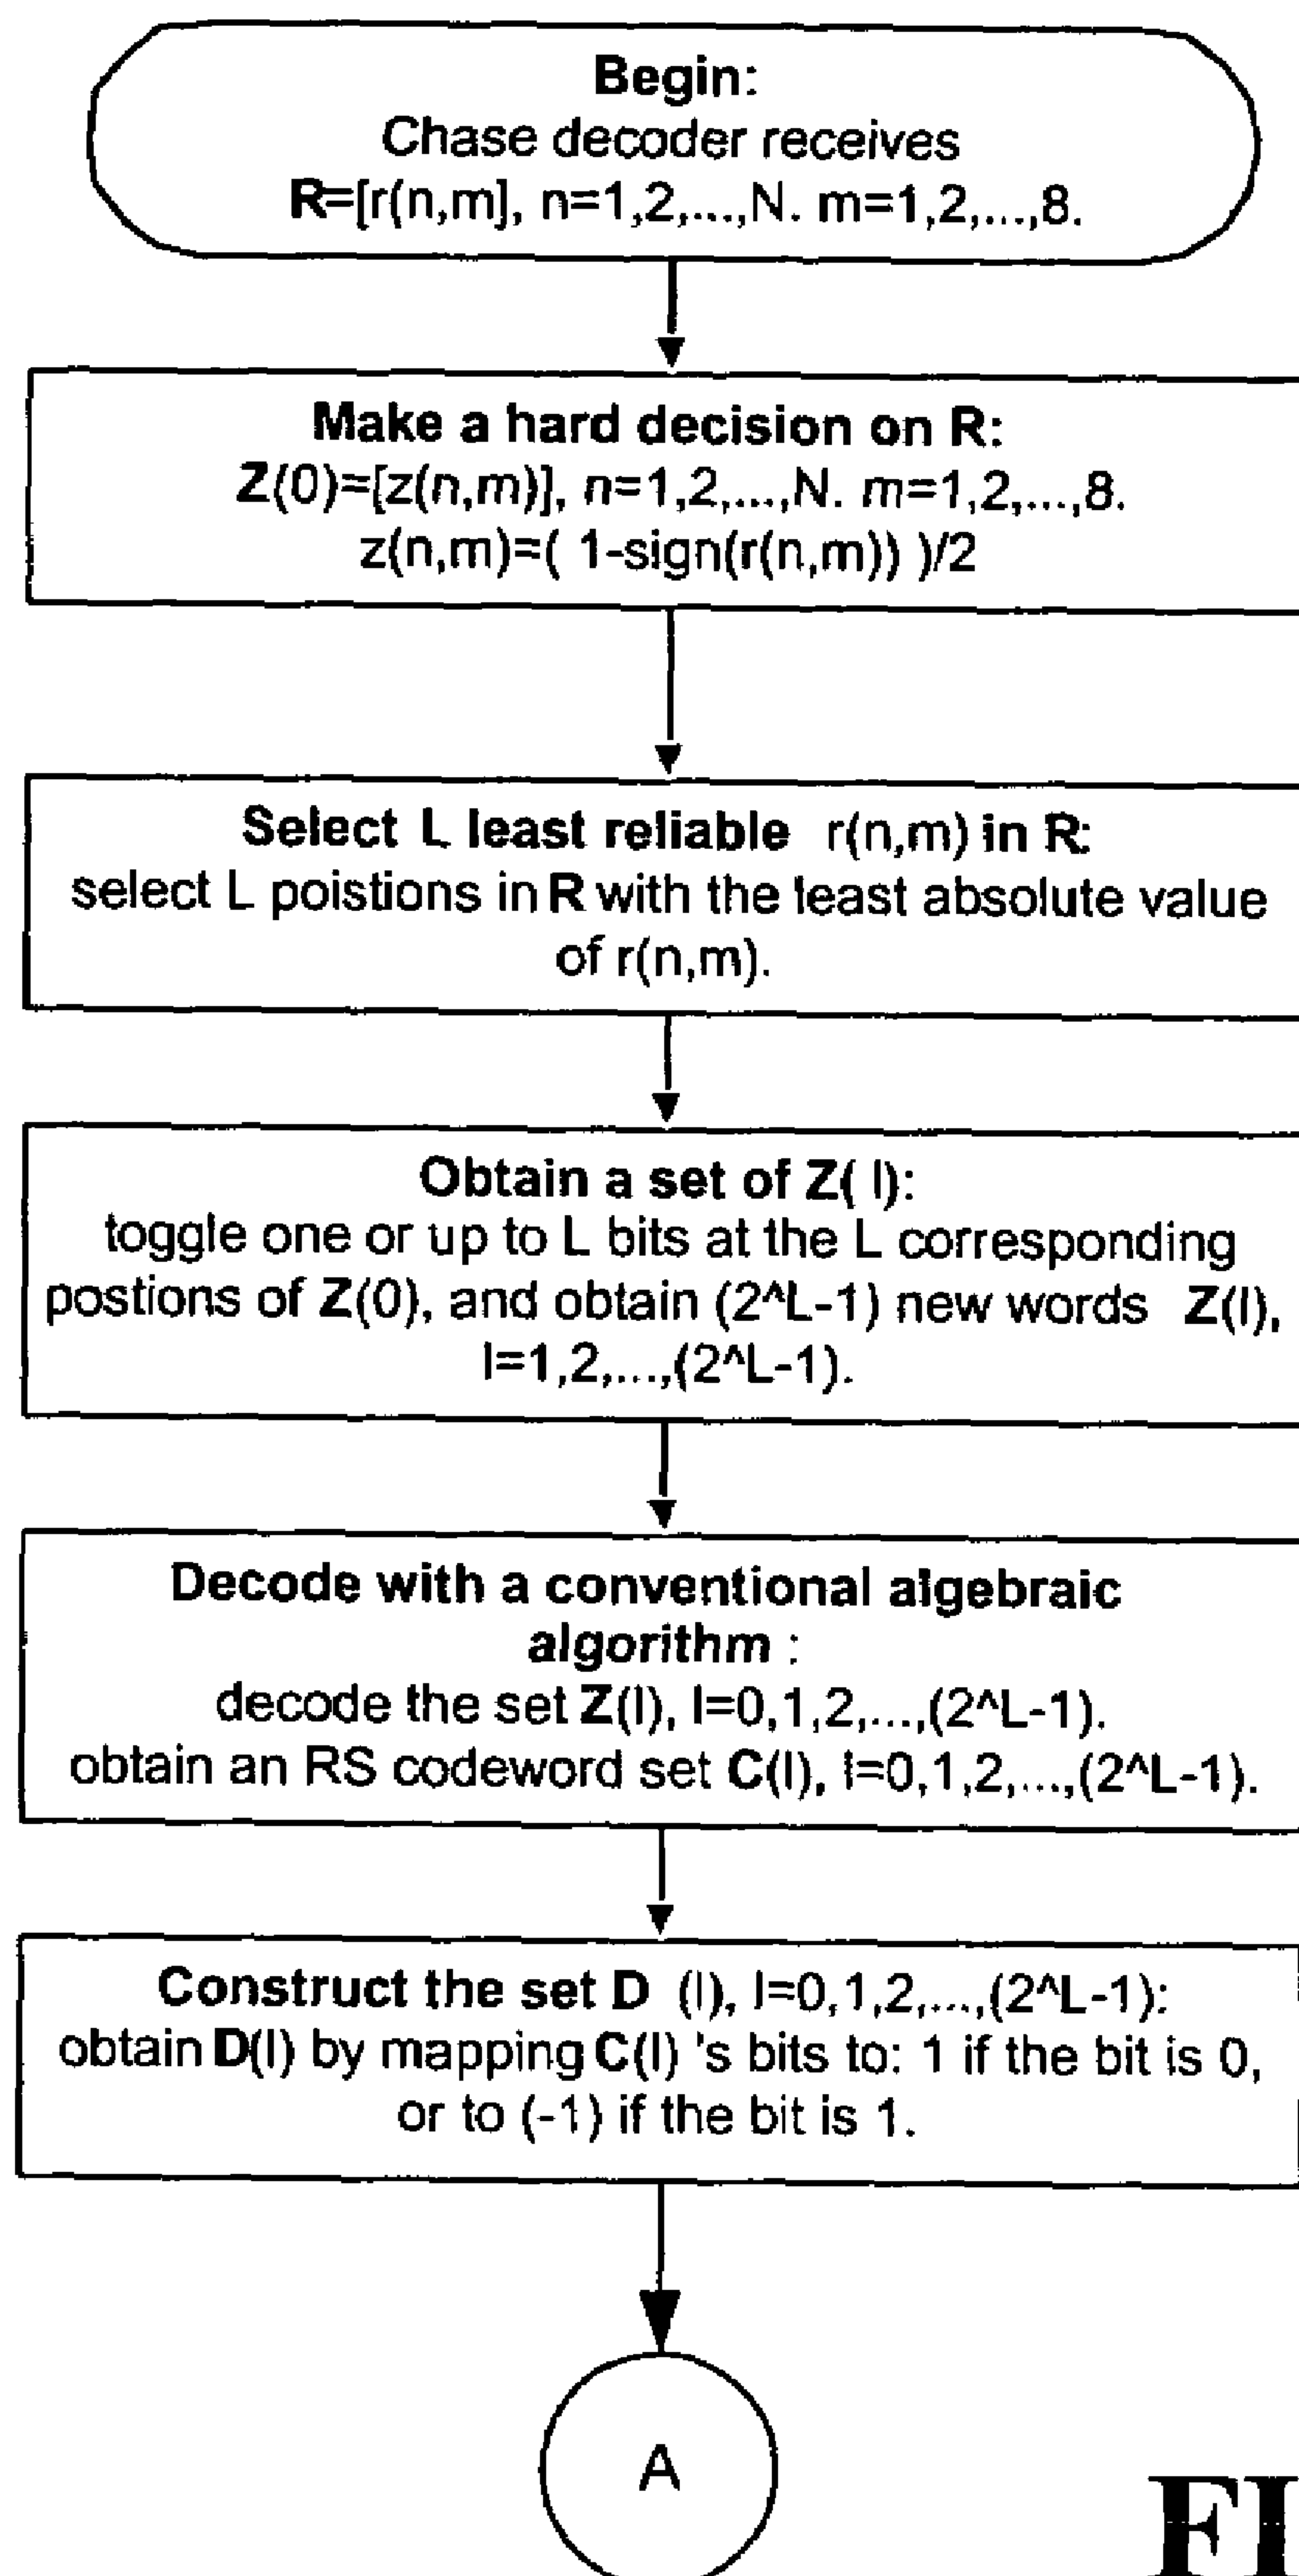 Begin:
Chase decoder receives
R=[r(n,m], n=1,2,...,N. m=1,2,...,8.
Make a hard decision on R:
Z(0)=[z(n,m)], n=1,2,...,N. m=1,2,...,8.
z(n,m)=( 1-sign(r(n,m)) )/2
Select L least reliable r(n,m) in R:
select L poistions in R with the least absolute value
of r(n,m).
Obtain a set of Z( l):
toggle one or up to L bits at the L corresponding
postions of Z(0), and obtain (2^L-1) new words Z(l),
l=1,2,...,(2^L-1).
Decode with a conventional algebraic
algorithm :
decode the set Z(l), l=0,1,2,...,(2^L-1).
obtain an RS codeword set C(l), l=0,1,2,...,(2^L-1).
Construct the set D (l), l=0,1,2,...,(2^L-1):
obtain D(l) by mapping C(l) 's bits to: 1 if the bit is 0,
or to (-1) if the bit is 1.
A